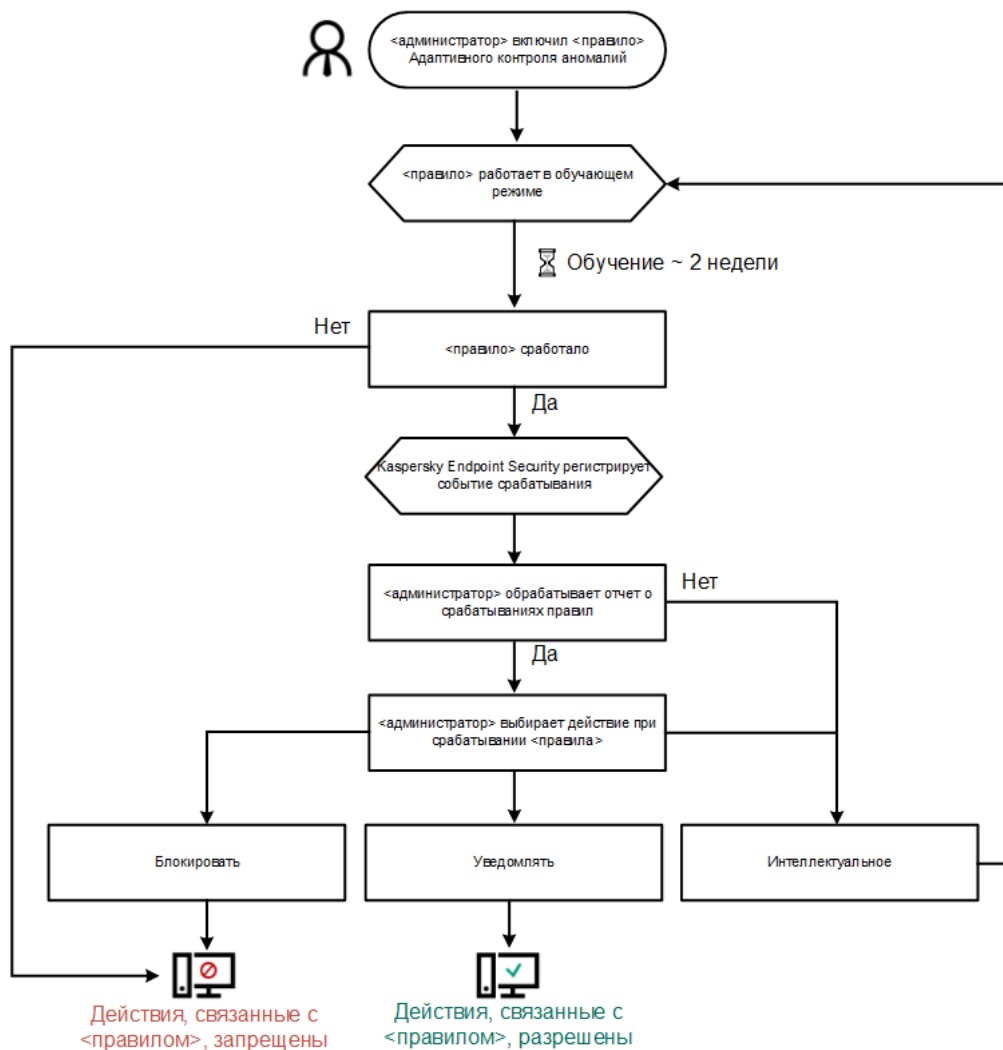 <администратор> включил <правило>
Адаптивного контроля аномалий
<правило> работает в обучающем
режиме
Обучение ~ 2 недели
Нет
<правило> сработало
Да
Kaspersky Endpoint Security регистрирует
событие срабатывания
<администратор> обрабатывает отчет о
срабатываниях правил
Нет
Да
<администратор> выбирает действие при
срабатывании <правила>
Блокировать
Уведомлять
Интеллектуальное
Действия, связанные с
<правилом>, запрещены
Действия, связанные с
<правилом>, разрешены